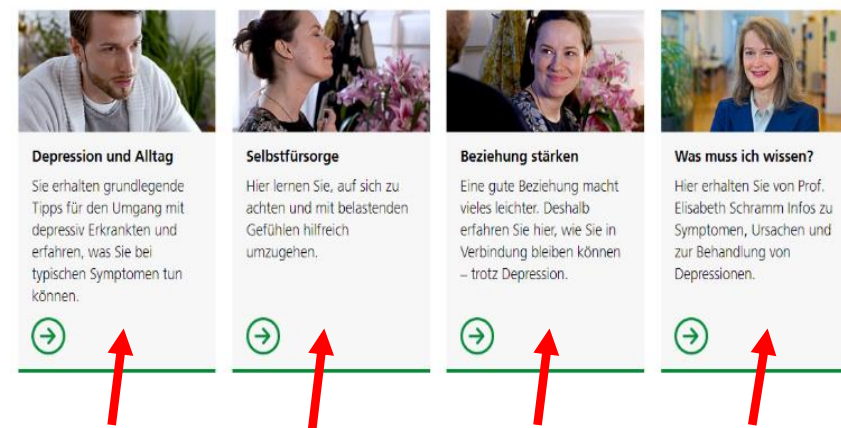 Depression und Alltag
Sie erhalten grundlegende
Tipps für den Umgang mit
depressiv Erkrankten und
erfahren, was Sie bei
typischen Symptomen tun
können.
Selbstfürsorge
Hier lernen Sie, auf sich zu
achten und mit belastenden
Gefühlen hilfreich
umzugehen.
Beziehung stärken
Eine gute Beziehung macht
vieles leichter. Deshalb
erfahren Sie hier, wie Sie in
Verbindung bleiben können
– trotz Depression.
Was muss ich wissen?
Hier erhalten Sie von Prof.
Elisabeth Schramm Infos zu
Symptomen, Ursachen und
zur Behandlung von
Depressionen.